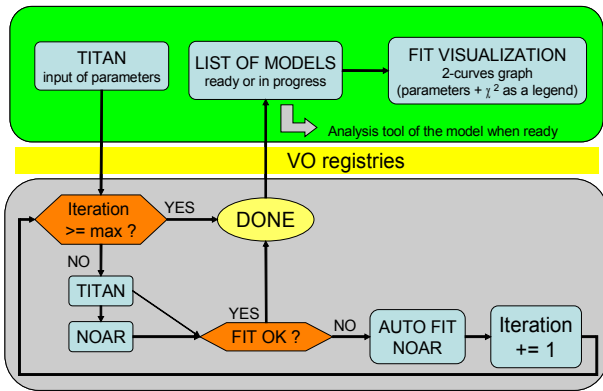 TITAN
input of parameters
LIST OF MODELS
ready or in progress
FIT VISUALIZATION
2-curves graph
(parameters + χ² as a legend)
Analysis tool of the model when ready
VO registries
Iteration
>= max ?
YES
DONE
NO
TITAN
NOAR
YES
FIT OK ?
NO
AUTO FIT
NOAR
Iteration
+= 1